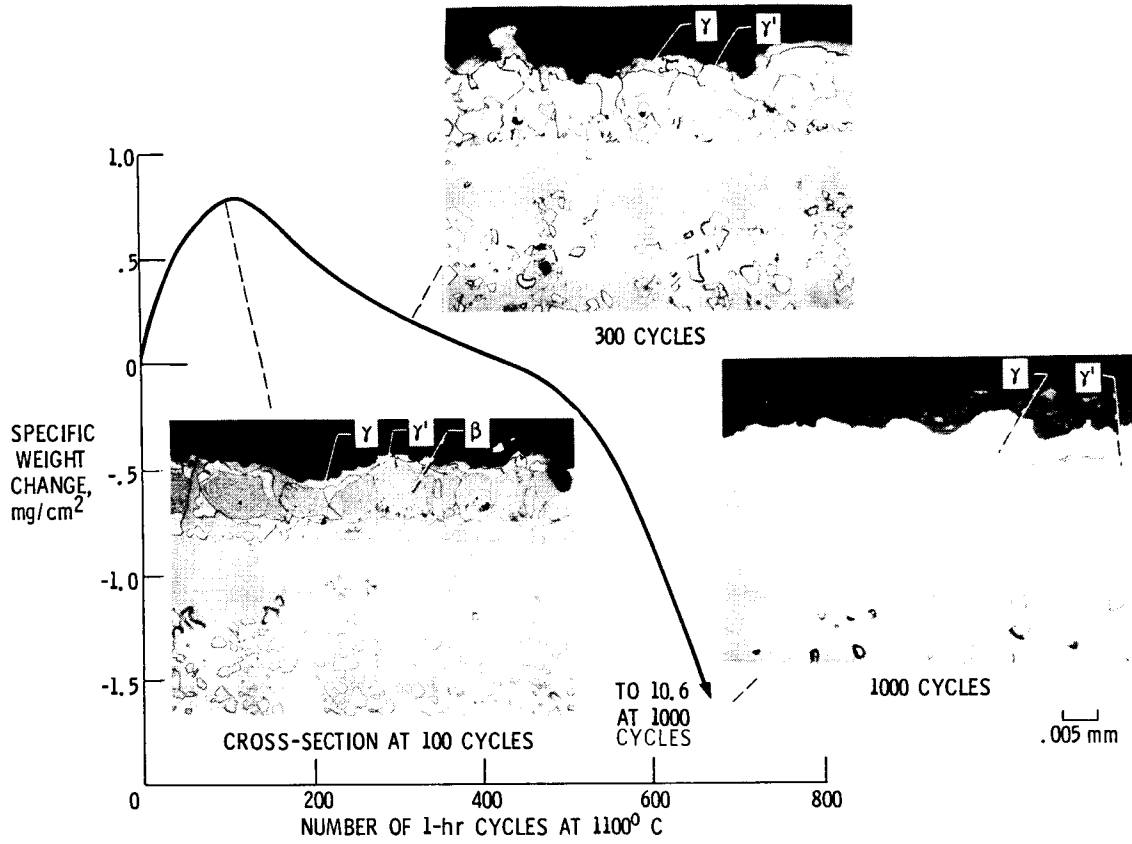 γ γ'
1.0
.5
300 CYCLES
0
γ γ'
SPECIFIC
WEIGHT
CHANGE,
mg/cm²
γ γ' β
-.5
-1.0
1000 CYCLES
-1.5
TO 10.6
AT 1000
CYCLES
.005 mm
CROSS-SECTION AT 100 CYCLES
0 200 400 600 800
NUMBER OF 1-hr CYCLES AT 1100⁰ C